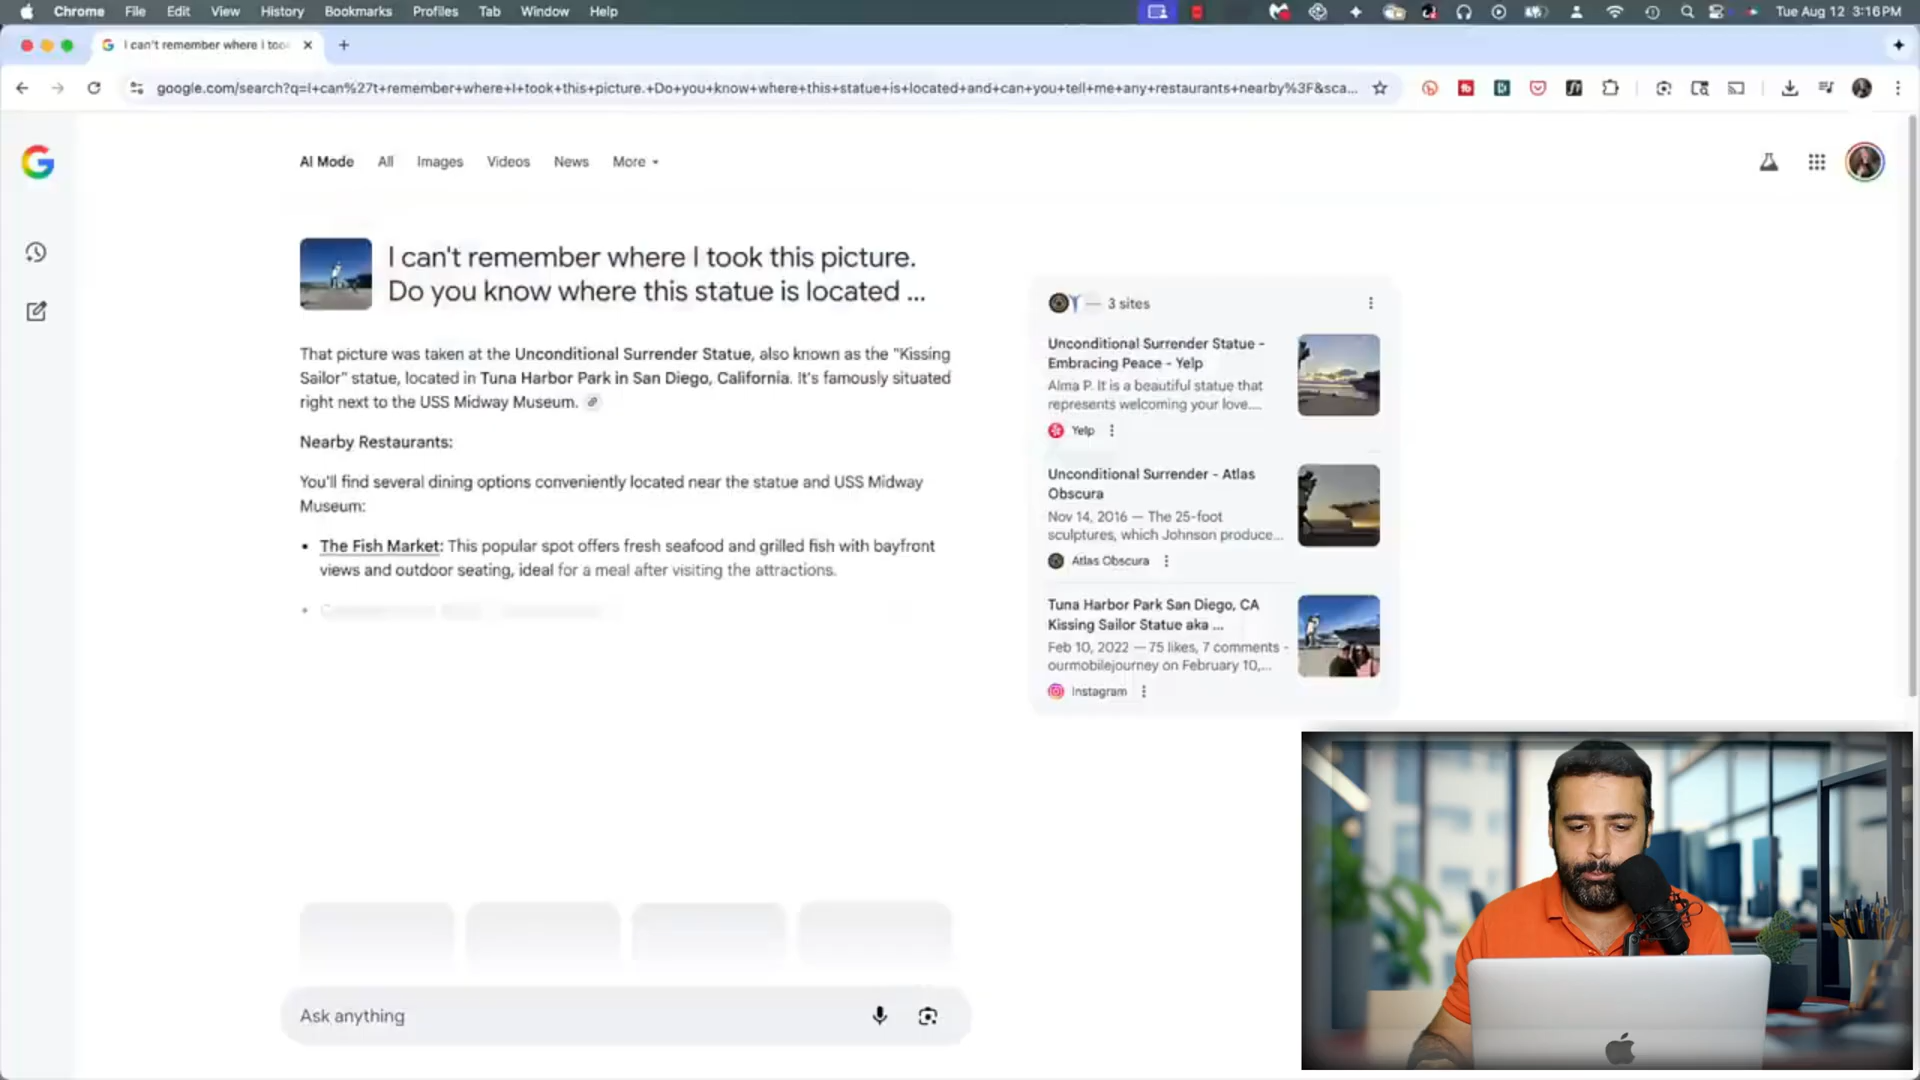 Chrome File Edit View History Bookmarks Profiles Tab Window Help
Tue Aug 12 3:16 PM
I can't remember where I too
google.com/search?q=I+can%27t+remember+where+I+took+this+picture.+Do+you+know+where+this+statue+is+located+and+can+you+tell+me+any+restaurants+nearby%3F&sca...
AI Mode All Images Videos News More
I can't remember where I took this picture.
Do you know where this statue is located ...
That picture was taken at the Unconditional Surrender Statue, also known as the "Kissing
Sailor" statue, located in Tuna Harbor Park in San Diego, California. It's famously situated
right next to the USS Midway Museum.
Nearby Restaurants:
You'll find several dining options conveniently located near the statue and USS Midway
Museum:
• The Fish Market: This popular spot offers fresh seafood and grilled fish with bayfront
views and outdoor seating, ideal for a meal after visiting the attractions.
Ask anything
3 sites
Unconditional Surrender Statue -
Embracing Peace - Yelp
Alma P. It is a beautiful statue that
represents welcoming your love....
Yelp
Unconditional Surrender - Atlas
Obscura
Nov 14, 2016 — The 25-foot
sculptures, which Johnson produce...
Atlas Obscura
Tuna Harbor Park San Diego, CA
Kissing Sailor Statue aka ...
Feb 10, 2022 — 75 likes, 7 comments -
ourmobilejourney on February 10,...
Instagram